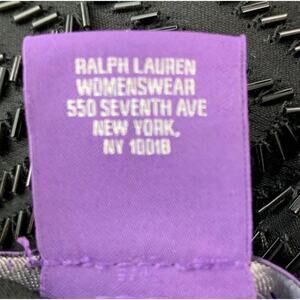 RALPH LAUREN
WOMENSWEAR
550 SEVENTH AVE
NEW YORK,
NY 10018